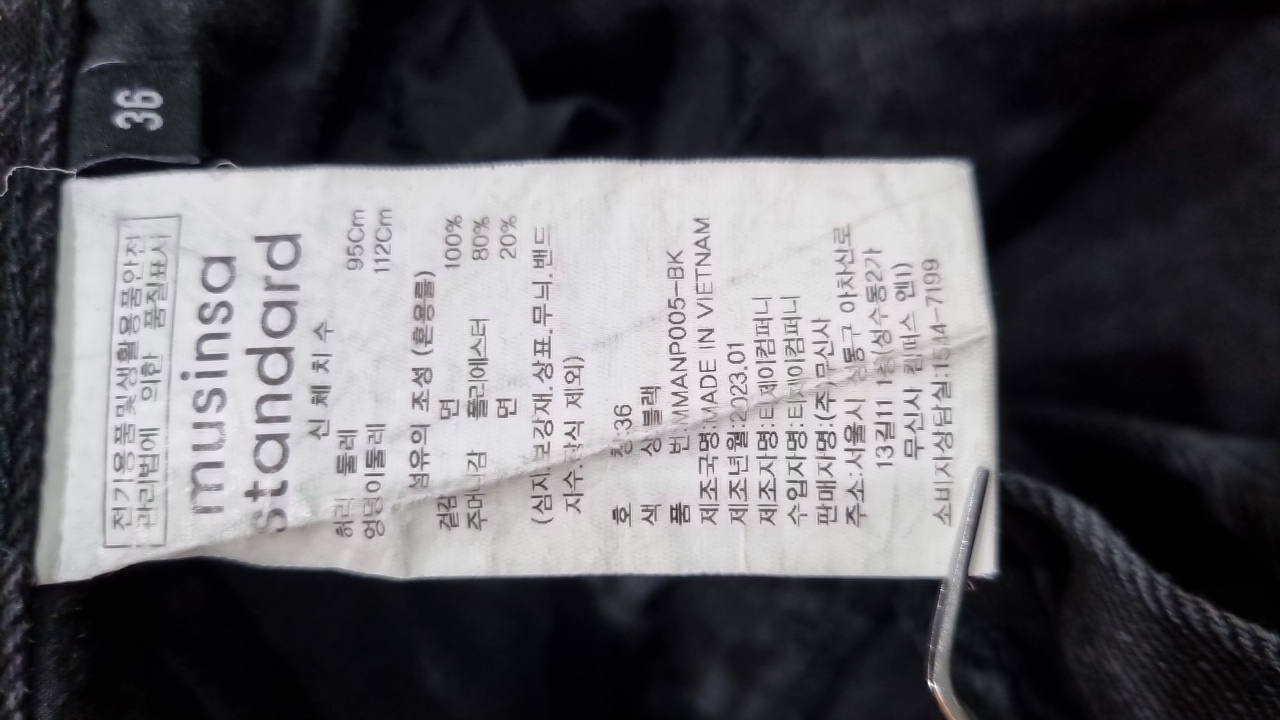 36
전기용품및생활용품안전
관리법에 의한 품질표시
musinsa
standard
신 체 치 수
허리 둘레 95Cm
엉덩이둘레 112Cm
섬유의 조성 (혼용률)
겉감 면 100%
주머니감 폴리에스터 80%
면 20%
(심지.보강재.상표.무늬.밴드
자수.장식 제외)
호 칭:36
색 상:블랙
품 번:MMANP005-BK
제조국명:MADE IN VIETNAM
제조년월:2023.01
제조자명:티제이컴퍼니
수입자명:티제이컴퍼니
판매자명:(주)무신사
주소:서울시 성동구 아차산로
13길11 1층(성수동2가
무신사 캠퍼스 엔1)
소비자상담실:1544-7199